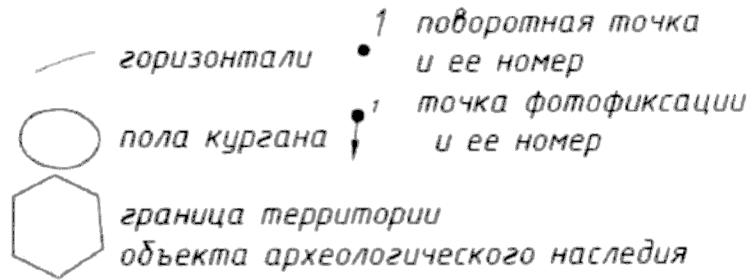 горизонтали
1 поворотная точка
и ее номер
пола кургана
1 точка фотофиксации
и ее номер
граница территории
объекта археологического наследия